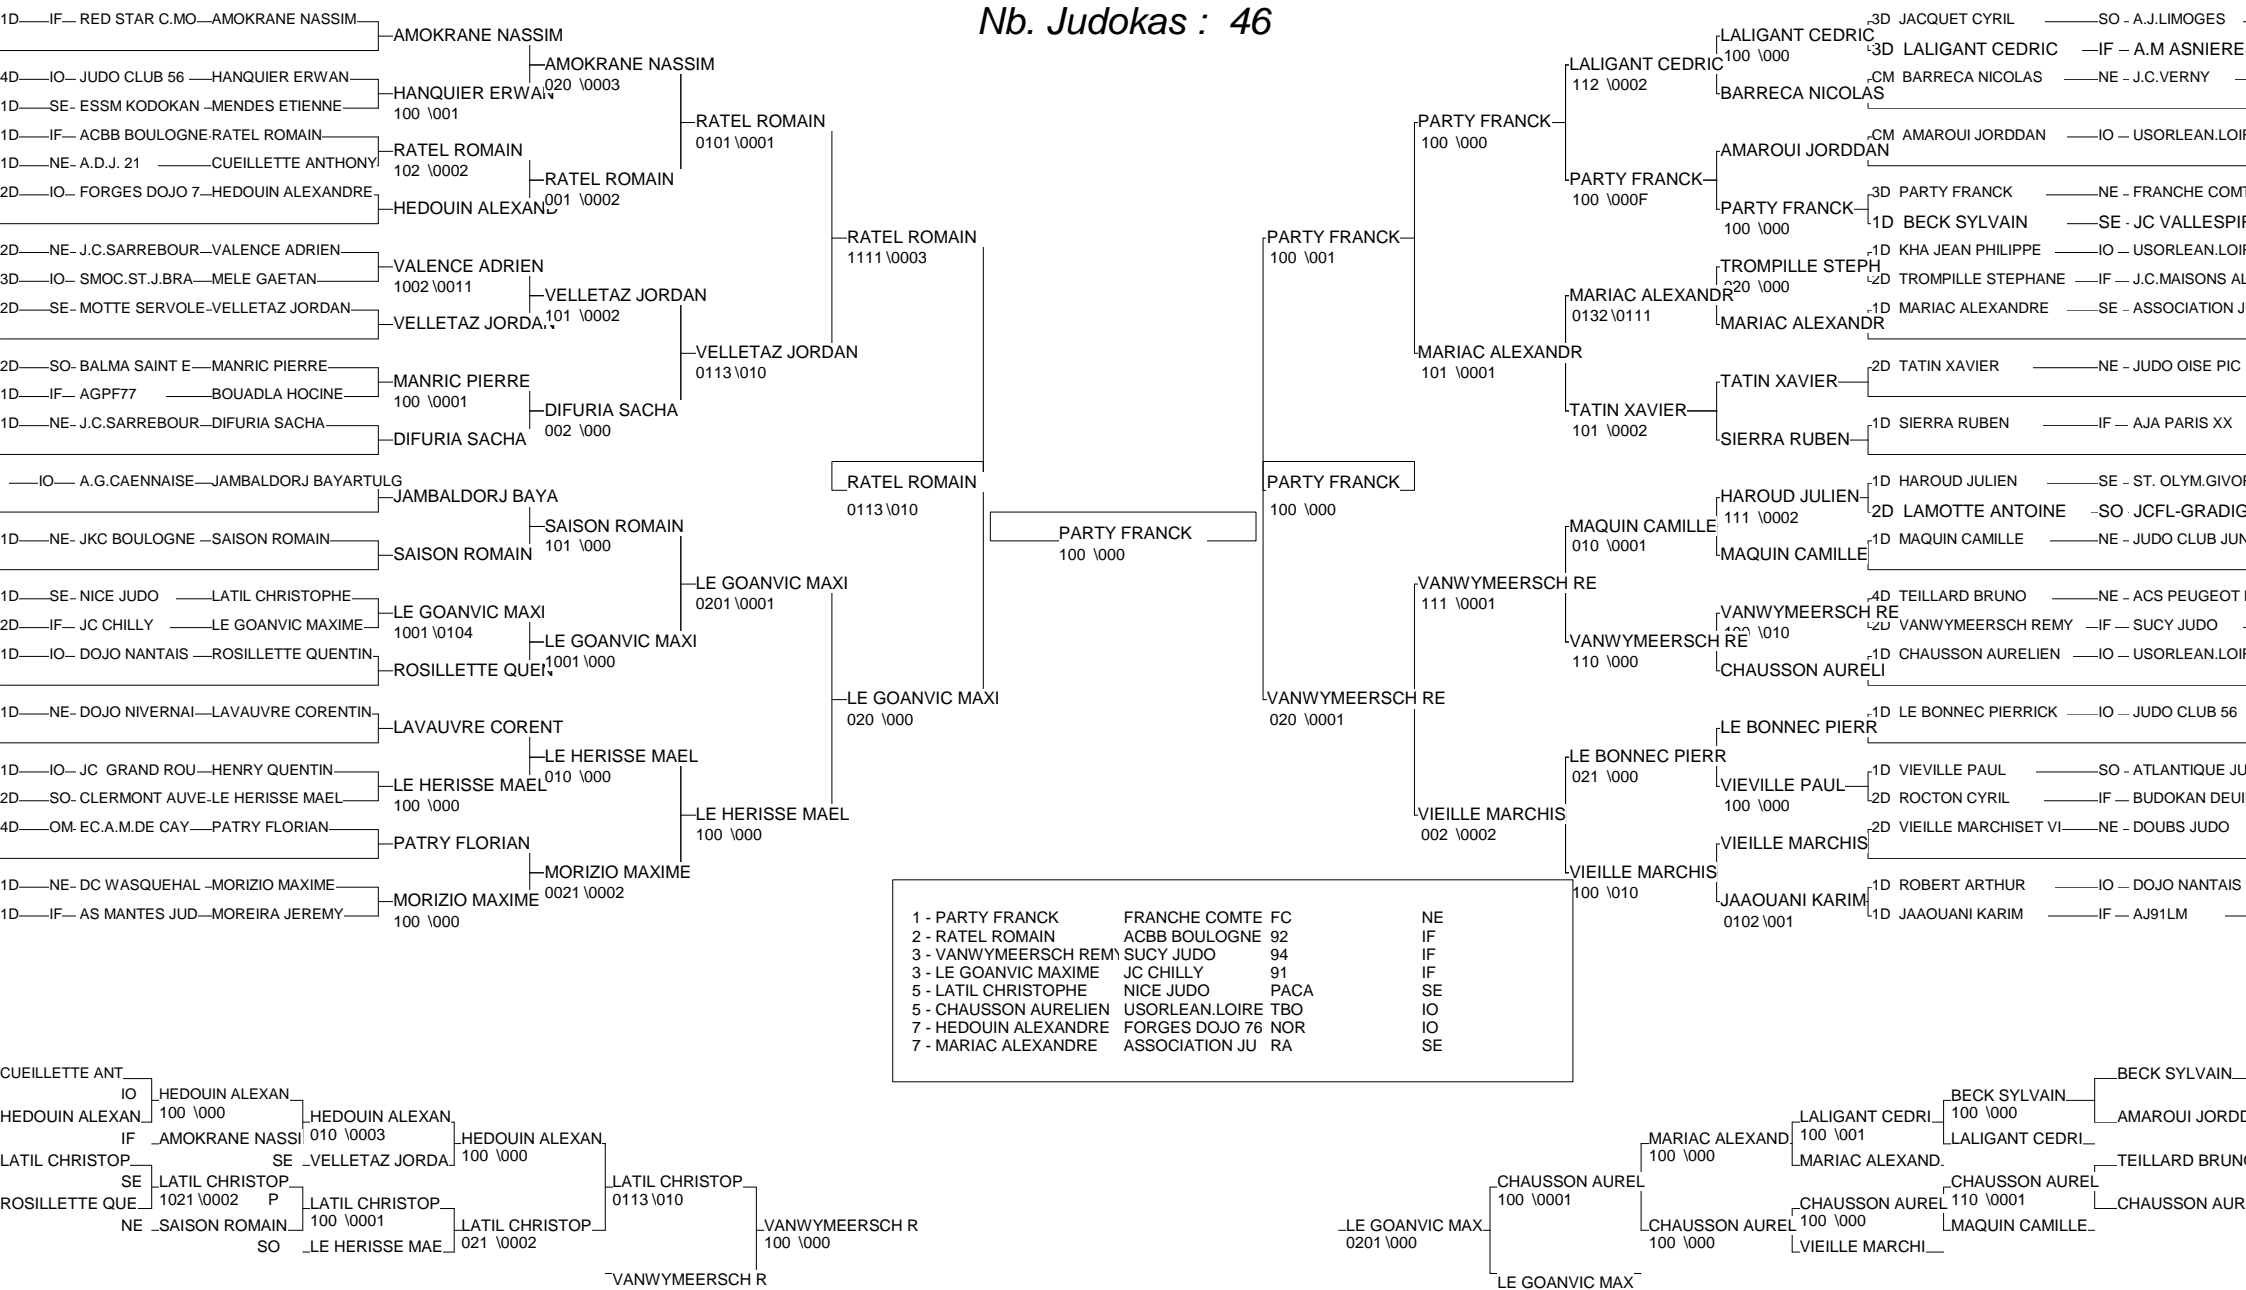 Nb. Judokas : 46
1D IF RED STAR C.MO AMOKRANE NASSIM
4D IO JUDO CLUB 56 HANQUIER ERWAN
1D SE ESSM KODOKAN MENDES ETIENNE
1D IF ACBB BOULOGNE RATEL ROMAIN
1D NE A.D.J. 21 CUEILLETTE ANTHONY
2D IO FORGES DOJO 7 HEDOUIN ALEXANDRE
2D NE J.C.SARREBOUR VALENCE ADRIEN
3D IO SMOC.ST.J.BRA MELE GAETAN
2D SE MOTTE SERVOLE VELLETAZ JORDAN
2D SO BALMA SAINT E MANRIC PIERRE
1D IF AGPF77 BOUADLA HOCINE
1D NE J.C.SARREBOUR DIFURIA SACHA
IO A.G.CAENNAISE JAMBALDORJ BAYARTULG
1D NE JKC BOULOGNE SAISON ROMAIN
1D SE NICE JUDO LATIL CHRISTOPHE
2D IF JC CHILLY LE GOANVIC MAXIME
1D IO DOJO NANTAIS ROSILLETTE QUENTIN
1D NE DOJO NIVERNAI LAVAUVRE CORENTIN
1D IO JC GRAND ROU HENRY QUENTIN
2D SO CLERMONT AUVE LE HERISSE MAEL
4D OM EC.A.M.DE CAY PATRY FLORIAN
1D NE DC WASQUEHAL MORIZIO MAXIME
1D IF AS MANTES JUD MOREIRA JEREMY
AMOKRANE NASSIM
HANQUIER ERWAN
100 \001
RATEL ROMAIN
102 \0002
HEDOUIN ALEXAND
VALENCE ADRIEN
1002 \0011
VELLETAZ JORDAN
MANRIC PIERRE
100 \0001
DIFURIA SACHA
JAMBALDORJ BAYA
SAISON ROMAIN
LE GOANVIC MAXI
1001 \0104
ROSILLETTE QUEN
LAVAUVRE CORENT
LE HERISSE MAEL
100 \000
PATRY FLORIAN
MORIZIO MAXIME
100 \000
AMOKRANE NASSIM
020 \0003
RATEL ROMAIN
001 \0002
VELLETAZ JORDAN
101 \0002
DIFURIA SACHA
002 \000
SAISON ROMAIN
101 \000
LE GOANVIC MAXI
1001 \000
LE HERISSE MAEL
010 \000
MORIZIO MAXIME
0021 \0002
RATEL ROMAIN
0101 \0001
VELLETAZ JORDAN
0113 \010
LE GOANVIC MAXI
0201 \0001
LE HERISSE MAEL
100 \000
RATEL ROMAIN
1111 \0003
RATEL ROMAIN
0113 \010
LE GOANVIC MAXI
020 \000
PARTY FRANCK
100 \000
PARTY FRANCK
100 \001
PARTY FRANCK
100 \000
VANWYMEERSCH RE
020 \0001
PARTY FRANCK
100 \000
MARIAC ALEXANDR
101 \0001
VANWYMEERSCH RE
111 \0001
VIEILLE MARCHIS
002 \0002
LALIGANT CEDRIC
112 \0002
PARTY FRANCK
100 \000F
MARIAC ALEXANDR
0132 \0111
TATIN XAVIER
101 \0002
MAQUIN CAMILLE
010 \0001
VANWYMEERSCH RE
110 \000
LE BONNEC PIERR
021 \000
VIEILLE MARCHIS
100 \010
LALIGANT CEDRIC
100 \000
BARRECA NICOLAS
AMAROUI JORDDAN
PARTY FRANCK
100 \000
TROMPILLE STEPH
020 \000
MARIAC ALEXANDR
TATIN XAVIER
SIERRA RUBEN
HAROUD JULIEN
111 \0002
MAQUIN CAMILLE
VANWYMEERSCH RE
100 \010
CHAUSSON AURELI
LE BONNEC PIERR
VIEVILLE PAUL
100 \000
VIEILLE MARCHIS
JAAOUANI KARIM
0102 \001
3D JACQUET CYRIL SO A.J.LIMOGES
3D LALIGANT CEDRIC IF A.M ASNIERE
CM BARRECA NICOLAS NE J.C.VERNY
CM AMAROUI JORDDAN IO USORLEAN.LOIR
3D PARTY FRANCK NE FRANCHE COMT
1D BECK SYLVAIN SE JC VALLESPIR
1D KHA JEAN PHILIPPE IO USORLEAN.LOIR
2D TROMPILLE STEPHANE IF J.C.MAISONS AL
1D MARIAC ALEXANDRE SE ASSOCIATION J
2D TATIN XAVIER NE JUDO OISE PIC
1D SIERRA RUBEN IF AJA PARIS XX
1D HAROUD JULIEN SE ST. OLYM.GIVOR
2D LAMOTTE ANTOINE SO JCFL-GRADIG
1D MAQUIN CAMILLE NE JUDO CLUB JUN
4D TEILLARD BRUNO NE ACS PEUGEOT
2D VANWYMEERSCH REMY IF SUCY JUDO
1D CHAUSSON AURELIEN IO USORLEAN.LOIR
1D LE BONNEC PIERRICK IO JUDO CLUB 56
1D VIEVILLE PAUL SO ATLANTIQUE JU
2D ROCTON CYRIL IF BUDOKAN DEUI
2D VIEILLE MARCHISET VI NE DOUBS JUDO
1D ROBERT ARTHUR IO DOJO NANTAIS
1D JAAOUANI KARIM IF AJ91LM
1 - PARTY FRANCK FRANCHE COMTE FC NE
2 - RATEL ROMAIN ACBB BOULOGNE 92 IF
3 - VANWYMEERSCH REMY SUCY JUDO 94 IF
3 - LE GOANVIC MAXIME JC CHILLY 91 IF
5 - LATIL CHRISTOPHE NICE JUDO PACA SE
5 - CHAUSSON AURELIEN USORLEAN.LOIRE TBO IO
7 - HEDOUIN ALEXANDRE FORGES DOJO 76 NOR IO
7 - MARIAC ALEXANDRE ASSOCIATION JU RA SE
CUEILLETTE ANT
IO
HEDOUIN ALEXAN
IF
LATIL CHRISTOP
SE
ROSILLETTE QUE
NE
HEDOUIN ALEXAN
100 \000
AMOKRANE NASSI
SE
LATIL CHRISTOP
1021 \0002 P
SAISON ROMAIN
SO
HEDOUIN ALEXAN
010 \0003
VELLETAZ JORDA
LATIL CHRISTOP
100 \0001
LE HERISSE MAE
HEDOUIN ALEXAN
100 \000
LATIL CHRISTOP
021 \0002
LATIL CHRISTOP
0113 \010
VANWYMEERSCH R
VANWYMEERSCH R
100 \000
LE GOANVIC MAX
0201 \000
CHAUSSON AUREL
100 \0001
LE GOANVIC MAX
MARIAC ALEXAND
100 \000
CHAUSSON AUREL
100 \000
LALIGANT CEDRI
100 \001
MARIAC ALEXAND
CHAUSSON AUREL
100 \000
VIEILLE MARCHI
BECK SYLVAIN
100 \000
LALIGANT CEDRI
CHAUSSON AUREL
110 \0001
MAQUIN CAMILLE
BECK SYLVAIN
AMAROUI JORDD
TEILLARD BRUNO
CHAUSSON AUR